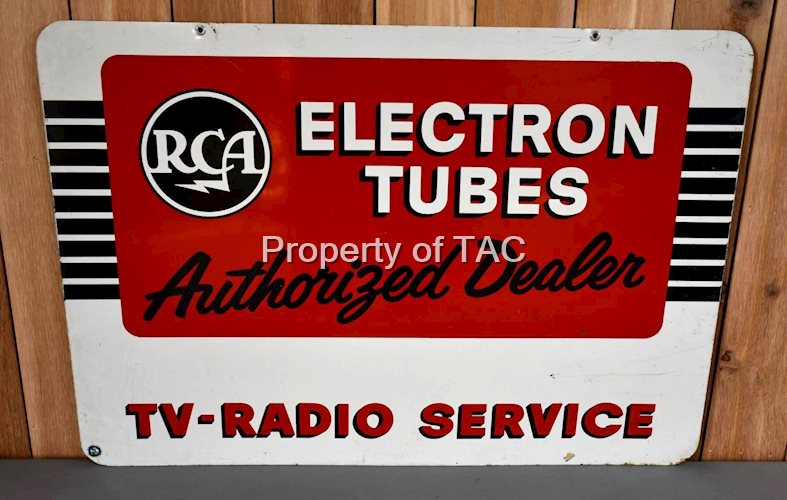 RCA
ELECTRON
TUBES
Property of TAC
Authorized Dealer
TV-RADIO SERVICE